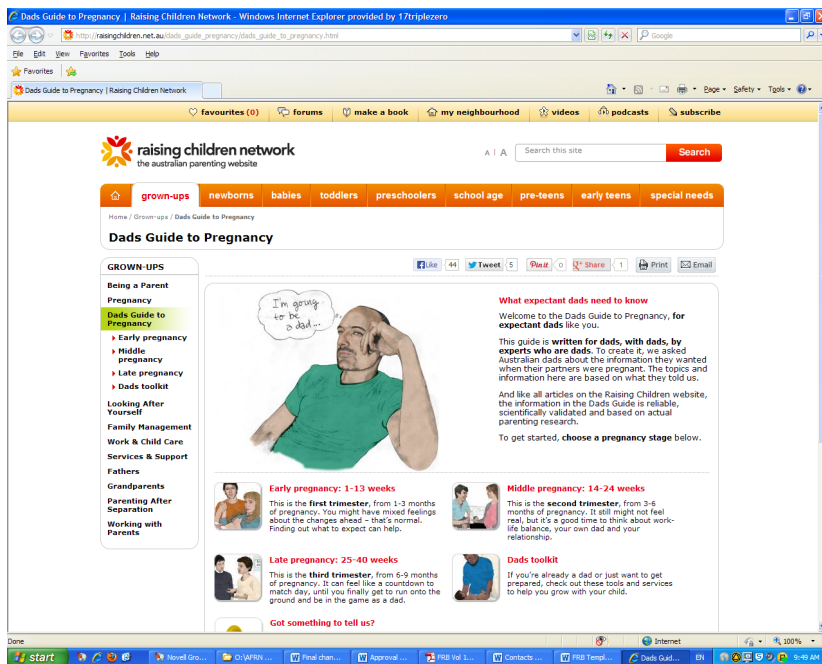 Dads Guide to Pregnancy | Raising Children Network - Windows Internet Explorer provided by 17triplezero
http://raisingchildren.net.au/dads_guide_pregnancy/dads_guide_to_pregnancy.html
Google
File Edit View Favorites Tools Help
Favorites
Dads Guide to Pregnancy | Raising Children Network
Page Safety Tools
favourites (0) forums make a book my neighbourhood videos podcasts subscribe
raising children network
the australian parenting website
A | A Search this site Search
grown-ups newborns babies toddlers preschoolers school age pre-teens early teens special needs
Home / Grown-ups / Dads Guide to Pregnancy
Dads Guide to Pregnancy
Like 44 Tweet 5 Pin it 0 Share 1 Print Email
GROWN-UPS
Being a Parent
Pregnancy
Dads Guide to
Pregnancy
Early pregnancy
Middle
pregnancy
Late pregnancy
Dads toolkit
Looking After
Yourself
Family Management
Work & Child Care
Services & Support
Fathers
Grandparents
Parenting After
Separation
Working with
Parents
I'm going
to be
a dad...
What expectant dads need to know
Welcome to the Dads Guide to Pregnancy, for
expectant dads like you.
This guide is written for dads, with dads, by
experts who are dads. To create it, we asked
Australian dads about the information they wanted
when their partners were pregnant. The topics and
information here are based on what they told us.
And like all articles on the Raising Children website,
the information in the Dads Guide is reliable,
scientifically validated and based on actual
parenting research.
To get started, choose a pregnancy stage below.
Early pregnancy: 1-13 weeks
This is the first trimester, from 1-3 months
of pregnancy. You might have mixed feelings
about the changes ahead – that's normal.
Finding out what to expect can help.
Middle pregnancy: 14-24 weeks
This is the second trimester, from 3-6
months of pregnancy. It still might not feel
real, but it's a good time to think about work-
life balance, your own dad and your
relationship.
Late pregnancy: 25-40 weeks
This is the third trimester, from 6-9 months
of pregnancy. It can feel like a countdown to
match day, until you finally get to run onto the
ground and be in the game as a dad.
Dads toolkit
If you're already a dad or just want to get
prepared, check out these tools and services
to help you grow with your child.
Got something to tell us?
Done Internet 100%
start Novell Gro... O:\AFRN ... Final chan... Approval ... FRB Vol 1... Contacts ... FRB Templ... Dads Guid... EN 9:49 AM